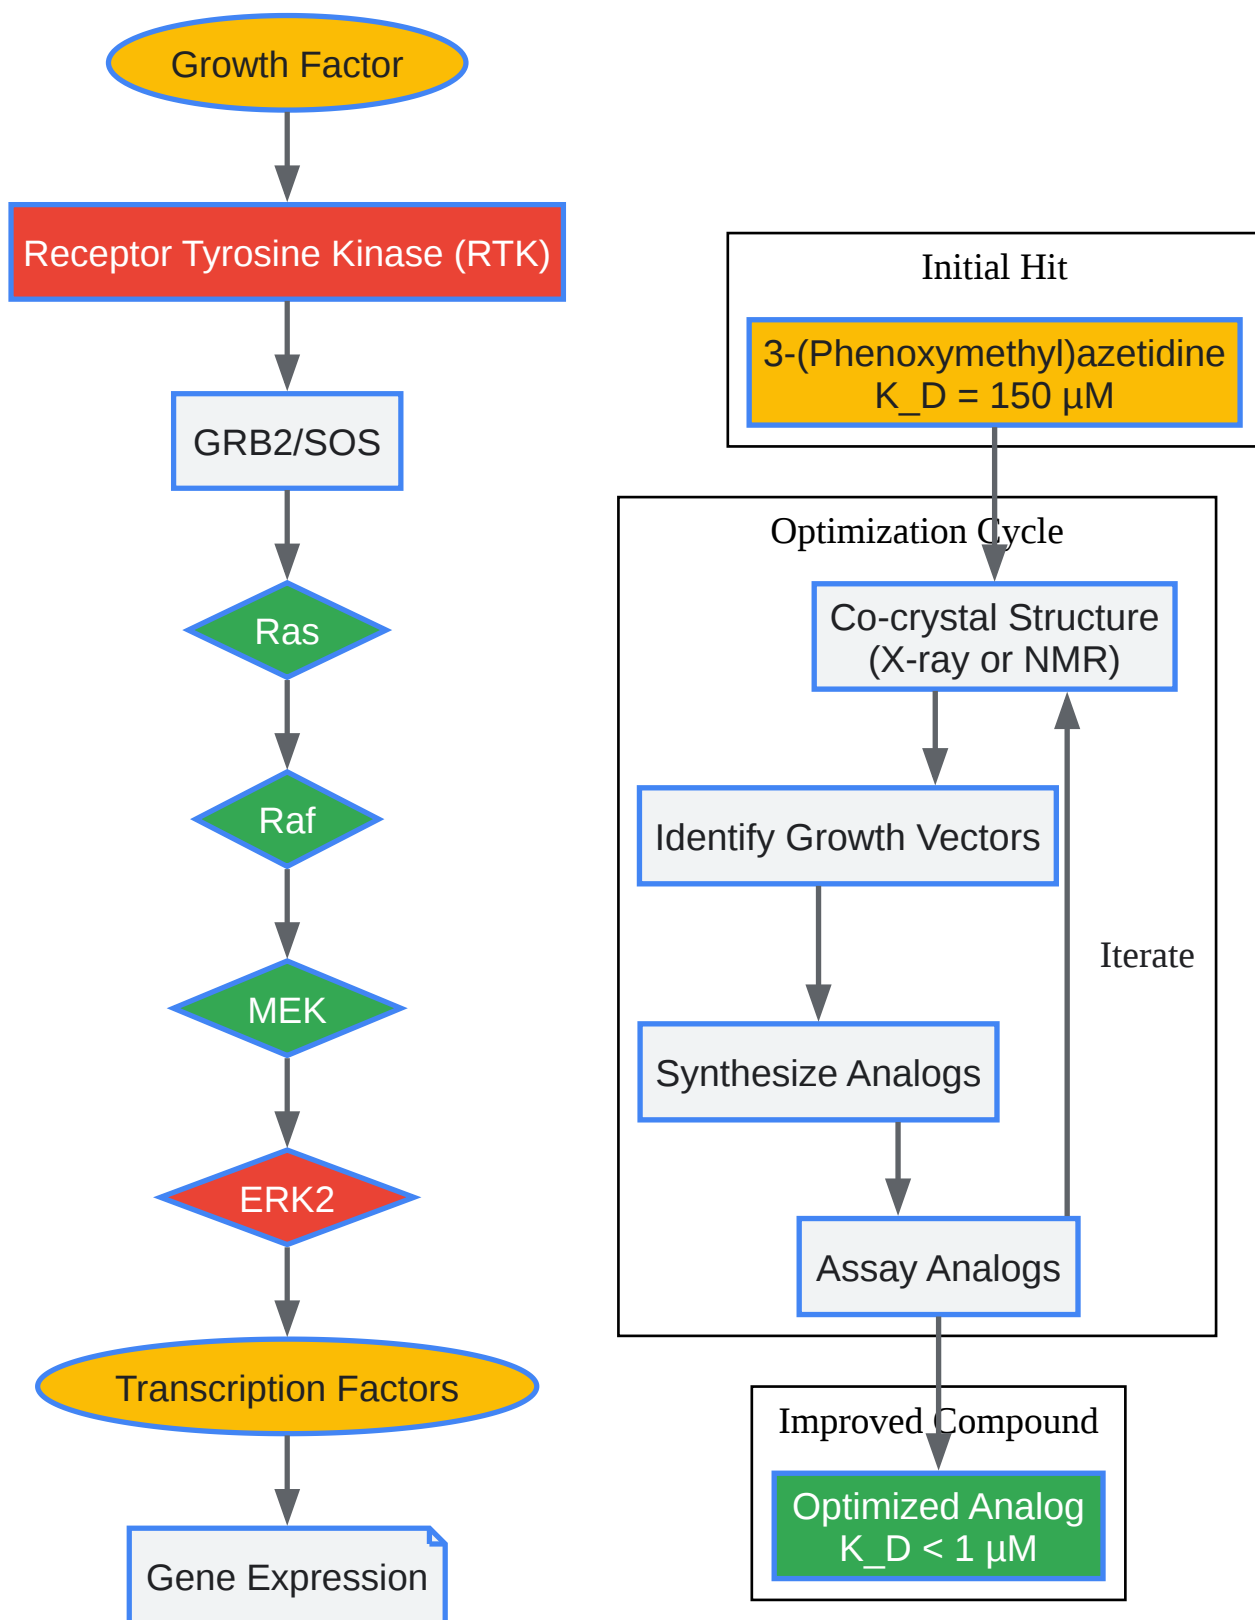 Growth Factor
Receptor Tyrosine Kinase (RTK)
GRB2/SOS
Ras
Raf
MEK
ERK2
Transcription Factors
Gene Expression
Initial Hit
3-(Phenoxymethyl)azetidine
K_D = 150 µM
Optimization Cycle
Co-crystal Structure
(X-ray or NMR)
Identify Growth Vectors
Iterate
Synthesize Analogs
Assay Analogs
Improved Compound
Optimized Analog
K_D < 1 µM